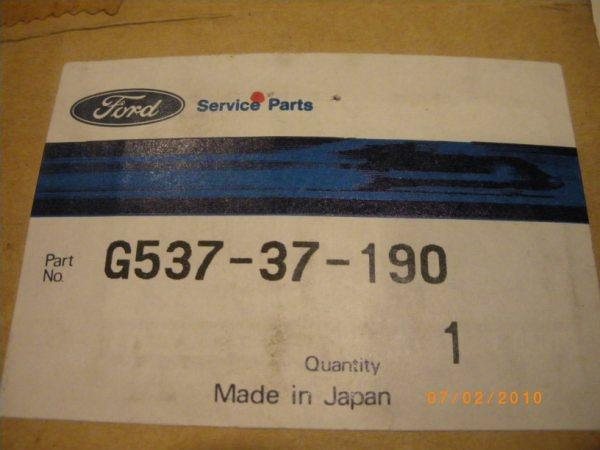 Ford Service Parts
Part No. G537-37-190
1
Quantity
Made in Japan
07/02/2010